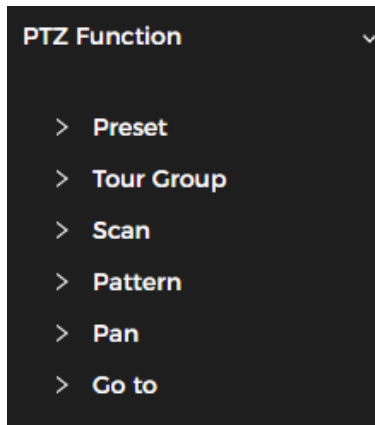 PTZ Function
Preset
Tour Group
Scan
Pattern
Pan
Go to